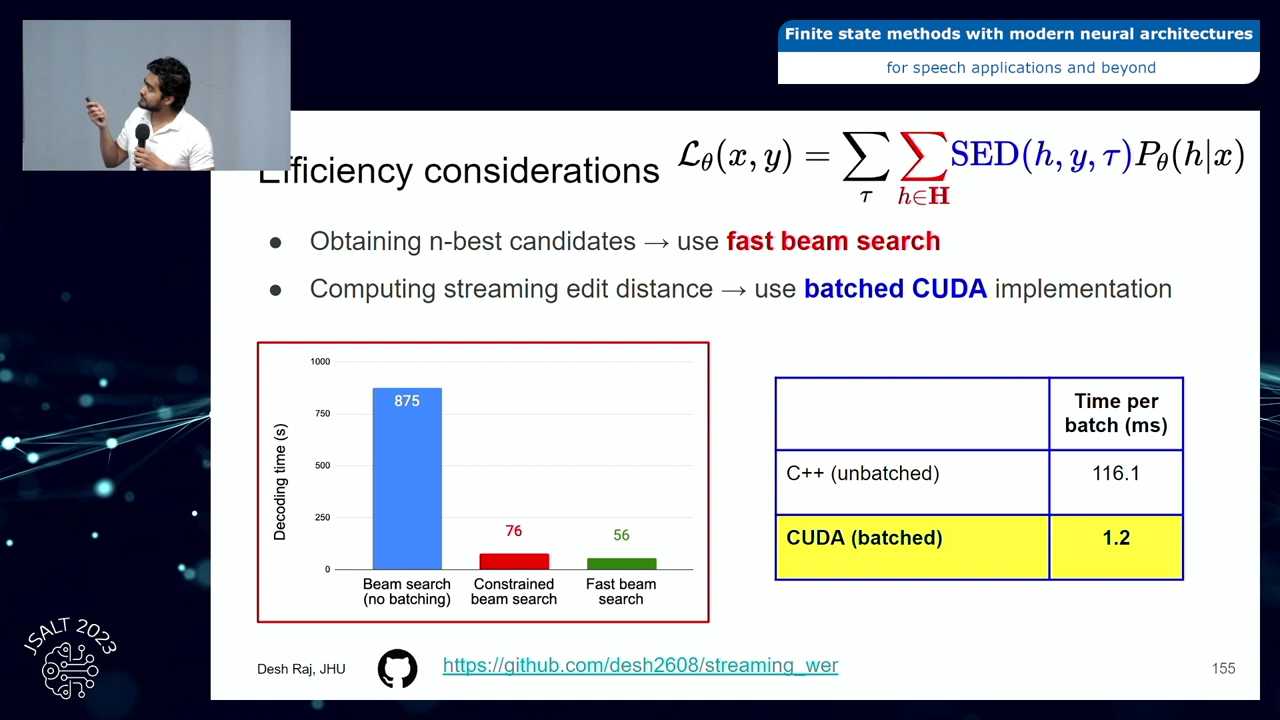 Finite state methods with modern neural architectures
for speech applications and beyond
Efficiency considerations
ℒ_θ(x, y) = ∑_τ ∑_{h∈H} SED(h, y, τ)P_θ(h|x)
● Obtaining n-best candidates → use fast beam search
● Computing streaming edit distance → use batched CUDA implementation
Decoding time (s)
1000
750
500
250
0
875
76
56
Beam search
(no batching)
Constrained
beam search
Fast beam
search
Time per
batch (ms)
C++ (unbatched) 116.1
CUDA (batched) 1.2
JSALT 2023
Desh Raj, JHU
https://github.com/desh2608/streaming_wer
155